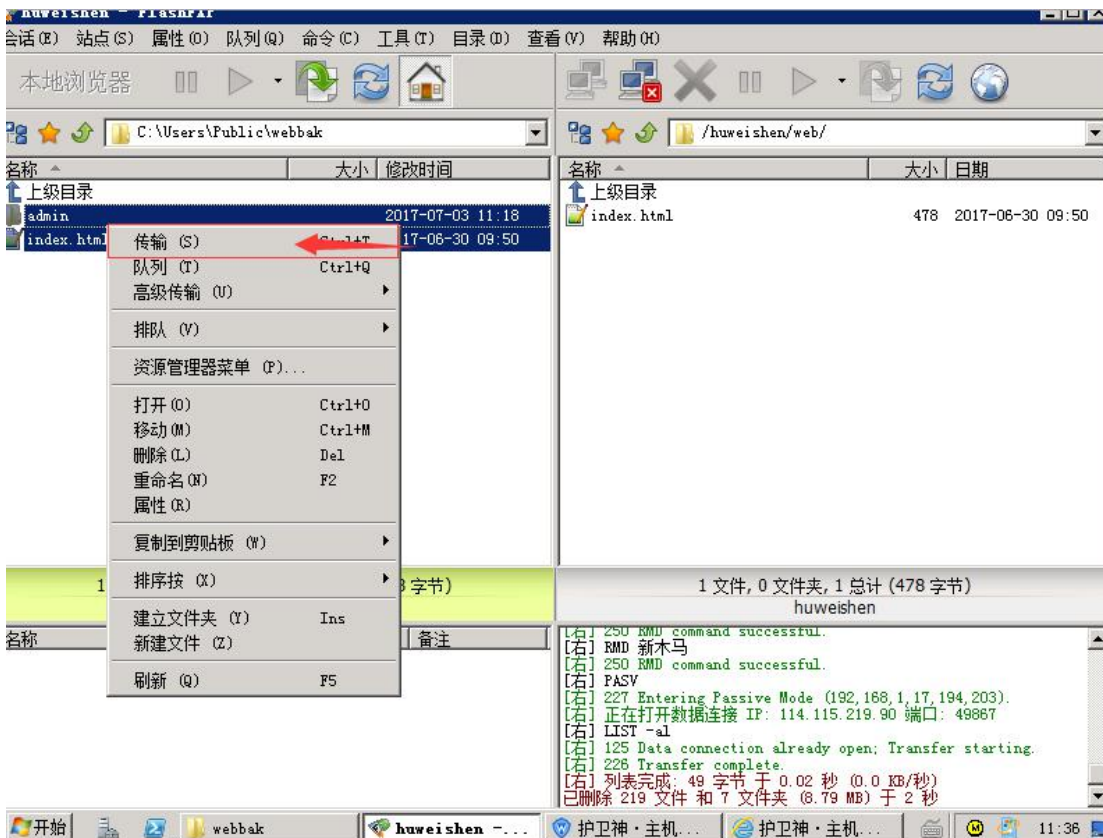 huweishen - FlashFXP
会话(E) 站点(S) 属性(O) 队列(Q) 命令(C) 工具(T) 目录(D) 查看(V) 帮助(H)
本地浏览器
C:\Users\Public\webbak
/huweishen/web/
名称 大小 修改时间
名称 大小 日期
上级目录
上级目录
admin 2017-07-03 11:18
index.html 478 2017-06-30 09:50
index.html 17-06-30 09:50
传输 (S)
队列 (T) Ctrl+Q
高级传输 (U)
排队 (V)
资源管理器菜单 (P)...
打开(O) Ctrl+O
移动(M) Ctrl+M
删除(L) Del
重命名(N) F2
属性(R)
复制到剪贴板 (W)
排序按 (X)
建立文件夹 (Y) Ins
新建文件 (Z)
刷新 (Q) F5
1
字节)
1 文件, 0 文件夹, 1 总计 (478 字节)
huweishen
名称 备注
[右] 250 RMD command successful.
[右] RMD 新木马
[右] 250 RMD command successful.
[右] PASV
[右] 227 Entering Passive Mode (192,168,1,17,194,203).
[右] 正在打开数据连接 IP: 114.115.219.90 端口: 49867
[右] LIST -al
[右] 125 Data connection already open; Transfer starting.
[右] 226 Transfer complete.
[右] 列表完成: 49 字节 于 0.02 秒 (0.0 KB/秒)
已删除 219 文件 和 7 文件夹 (8.79 MB) 于 2 秒
开始 webbak huweishen -... 护卫神·主机... 护卫神·主机... 11:36